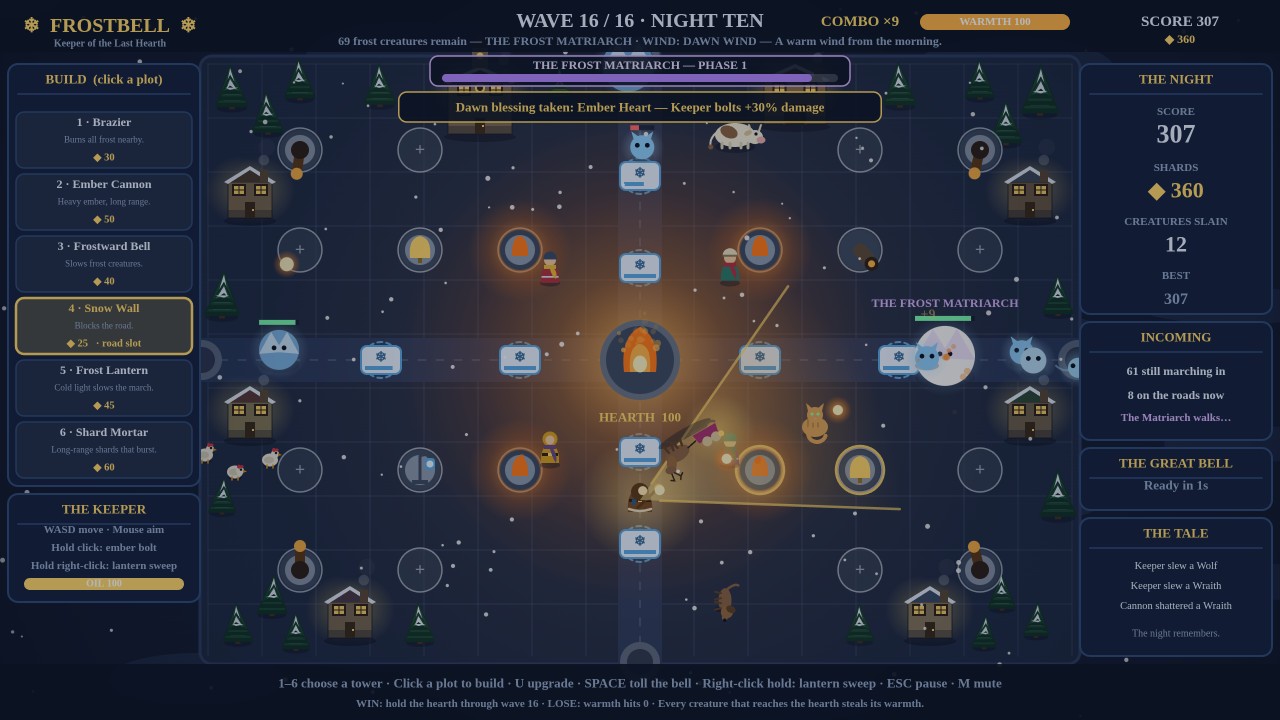 ❄ FROSTBELL ❄
Keeper of the Last Hearth
WAVE 16 / 16 · NIGHT TEN
69 frost creatures remain — THE FROST MATRIARCH · WIND: DAWN WIND — A warm wind from the morning.
COMBO ×9
WARMTH 100
SCORE 307
◆ 360
THE FROST MATRIARCH — PHASE 1
Dawn blessing taken: Ember Heart — Keeper bolts +30% damage
BUILD (click a plot)
1 · Brazier
Burns all frost nearby.
◆ 30
2 · Ember Cannon
Heavy ember, long range.
◆ 50
3 · Frostward Bell
Slows frost creatures.
◆ 40
4 · Snow Wall
Blocks the road.
◆ 25 · road slot
5 · Frost Lantern
Cold light slows the march.
◆ 45
6 · Shard Mortar
Long-range shards that burst.
◆ 60
THE KEEPER
WASD move · Mouse aim
Hold click: ember bolt
Hold right-click: lantern sweep
OIL 100
THE FROST MATRIARCH
+9
HEARTH 100
THE NIGHT
SCORE
307
SHARDS
◆ 360
CREATURES SLAIN
12
BEST
307
INCOMING
61 still marching in
8 on the roads now
The Matriarch walks…
THE GREAT BELL
Ready in 1s
THE TALE
Keeper slew a Wolf
Keeper slew a Wraith
Cannon shattered a Wraith
The night remembers.
1–6 choose a tower · Click a plot to build · U upgrade · SPACE toll the bell · Right-click hold: lantern sweep · ESC pause · M mute
WIN: hold the hearth through wave 16 · LOSE: warmth hits 0 · Every creature that reaches the hearth steals its warmth.